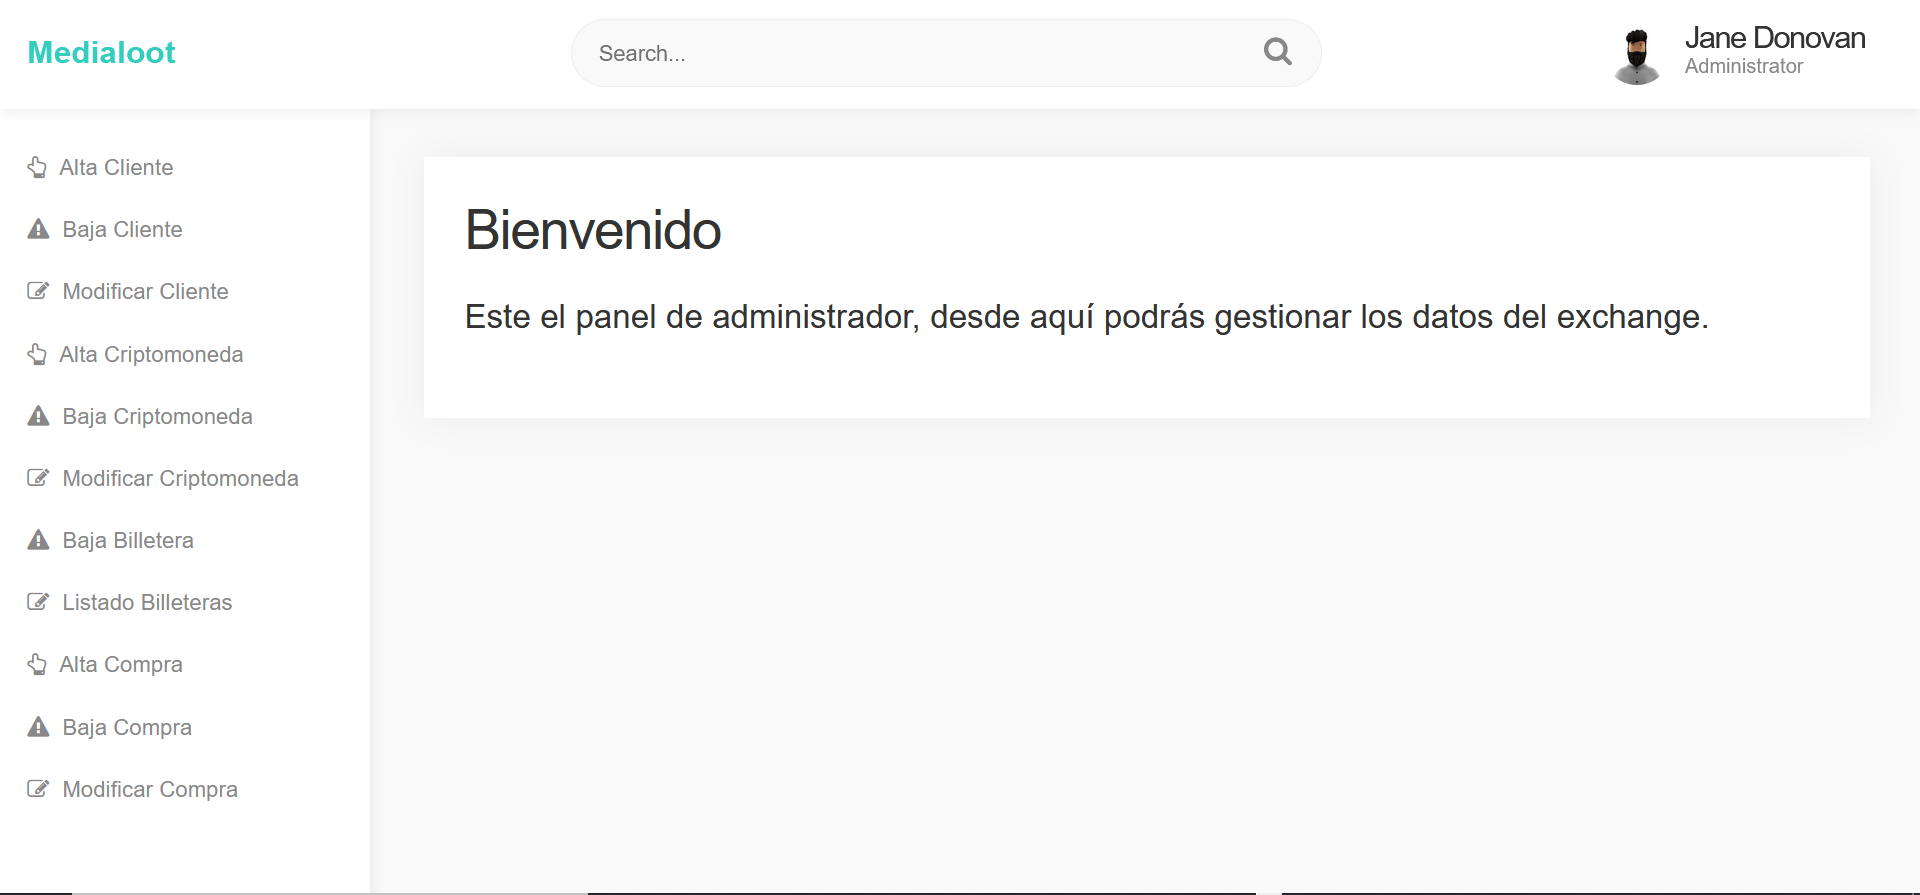 Medialoot
Search...
Jane Donovan
Administrator
Alta Cliente
Baja Cliente
Modificar Cliente
Alta Criptomoneda
Baja Criptomoneda
Modificar Criptomoneda
Baja Billetera
Listado Billeteras
Alta Compra
Baja Compra
Modificar Compra
Bienvenido
Este el panel de administrador, desde aquí podrás gestionar los datos del exchange.